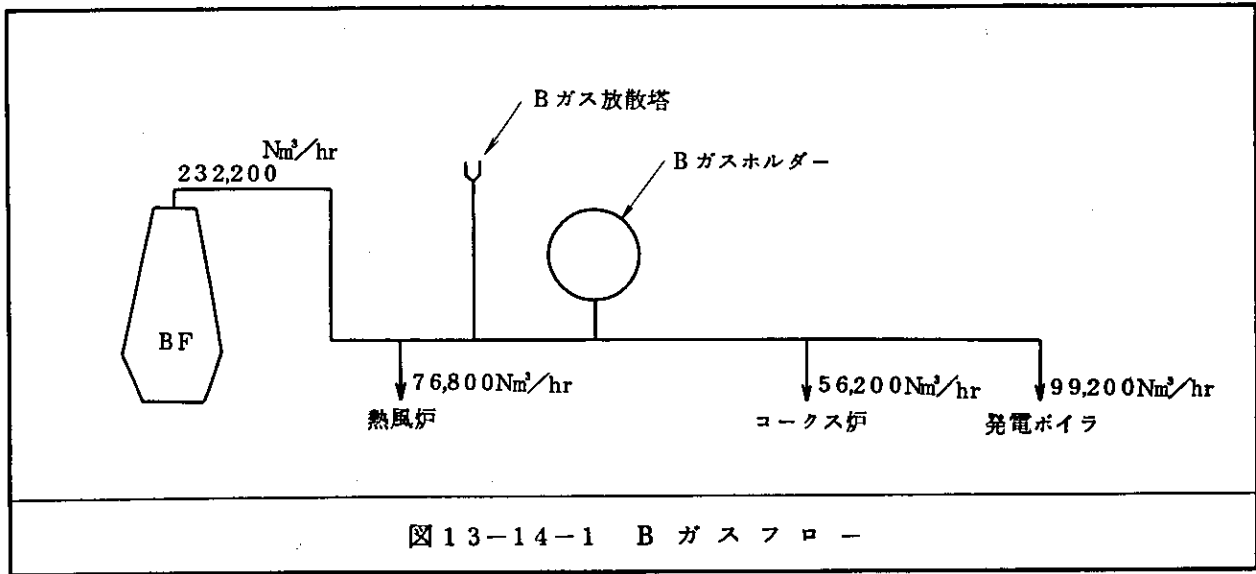 Bガス放散塔
Nm³/hr
232,200
Bガスホルダー
BF
76,800Nm³/hr
56,200Nm³/hr
99,200Nm³/hr
熱風炉
コークス炉
発電ボイラ
図13-14-1 Bガスフロー